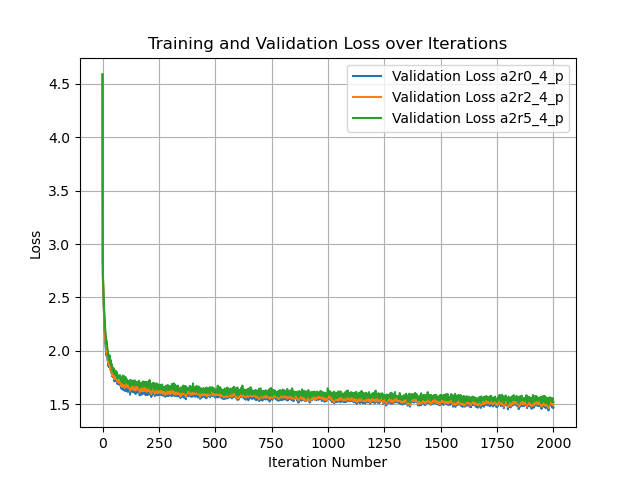 Training and Validation Loss over Iterations
Validation Loss a2r0_4_p
Validation Loss a2r2_4_p
Validation Loss a2r5_4_p
Loss
4.5
4.0
3.5
3.0
2.5
2.0
1.5
0 250 500 750 1000 1250 1500 1750 2000
Iteration Number